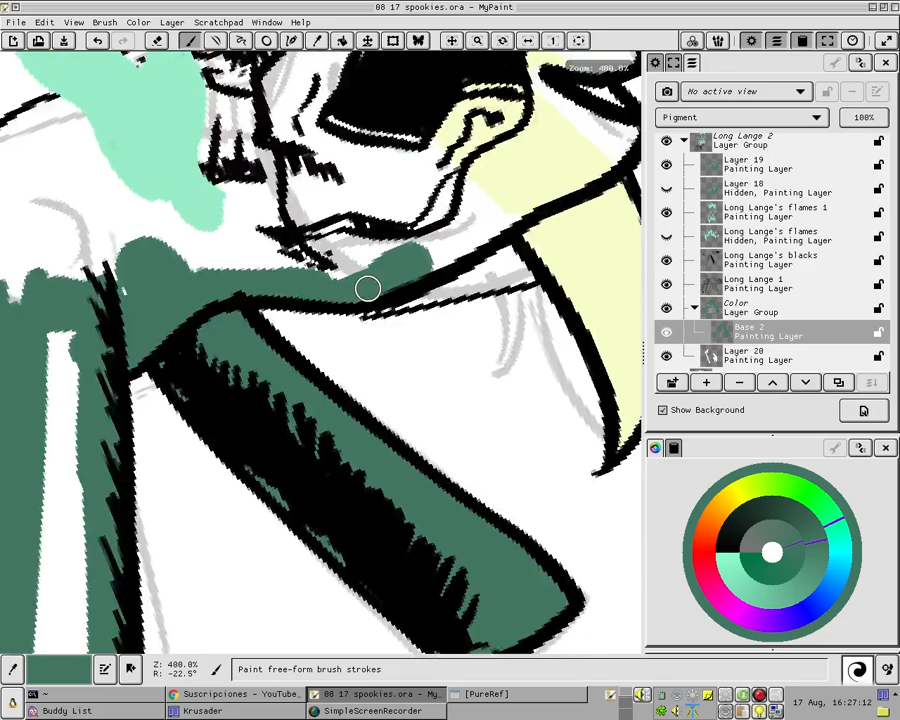 08 17 spookies.ora - MyPaint
File Edit View Brush Color Layer Scratchpad Window Help
Zoom: 400.0%
No active view
Pigment 100%
Long Lange 2
Layer Group
Layer 19
Painting Layer
Layer 18
Hidden, Painting Layer
Long Lange's flames 1
Painting Layer
Long Lange's flames
Hidden, Painting Layer
Long Lange's blacks
Painting Layer
Long Lange 1
Painting Layer
Color
Layer Group
Base 2
Painting Layer
Layer 20
Painting Layer
Show Background
Z: 400.0%
R: -22.5°
Paint free-form brush strokes
~ Suscripciones - YouTube… 08 17 spookies.ora - My… [PureRef]
Buddy List Krusader SimpleScreenRecorder
17 Aug, 16:27:12